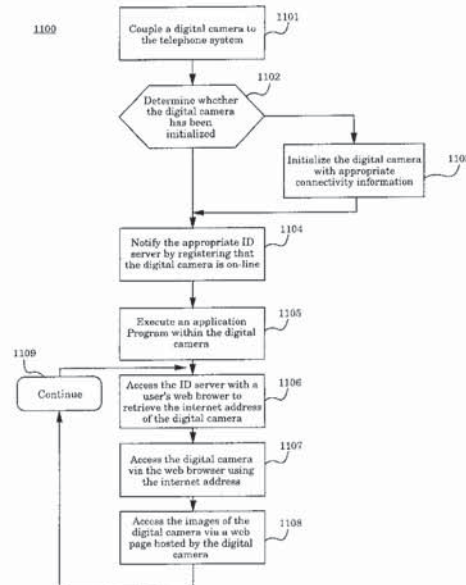 1100
1101
Couple a digital camera to
the telephone system
1102
Determine whether
the digital camera
has been
initialized
Initialize the digital camera
with appropriate
connectivity information
1104
Notify the appropriate ID
server by registering that
the digital camera is on-line
1105
Execute an application
Program within the digital
camera
1109
Continue
1106
Access the ID server with a
user's web brower to
retrieve the internet address
of the digital camera
1107
Access the digital camera
via the web browser using
the internet address
1108
Access the images of the
digital camera via a web
page hosted by the digital
camera